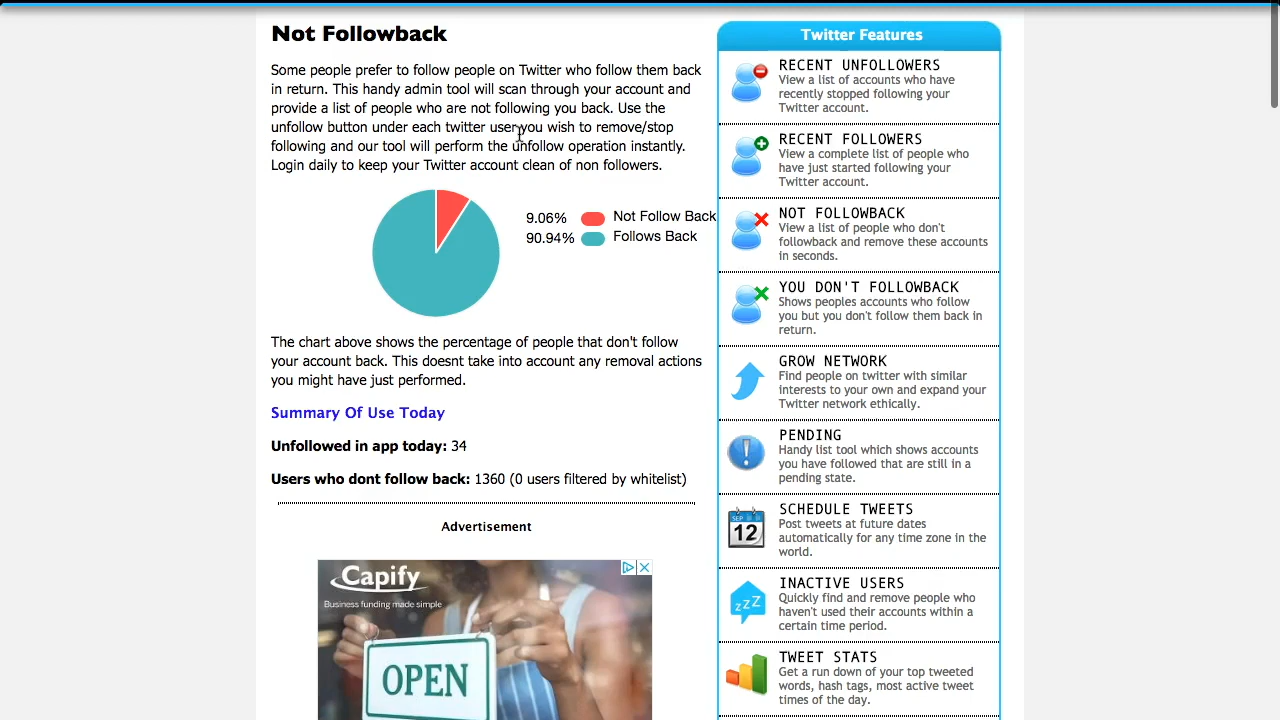 Not Followback
Some people prefer to follow people on Twitter who follow them back
in return. This handy admin tool will scan through your account and
provide a list of people who are not following you back. Use the
unfollow button under each twitter user you wish to remove/stop
following and our tool will perform the unfollow operation instantly.
Login daily to keep your Twitter account clean of non followers.
9.06% Not Follow Back
90.94% Follows Back
The chart above shows the percentage of people that don't follow
your account back. This doesnt take into account any removal actions
you might have just performed.
Summary Of Use Today
Unfollowed in app today: 34
Users who dont follow back: 1360 (0 users filtered by whitelist)
Advertisement
Capify
Business funding made simple
OPEN
Twitter Features
RECENT UNFOLLOWERS
View a list of accounts who have
recently stopped following your
Twitter account.
RECENT FOLLOWERS
View a complete list of people who
have just started following your
Twitter account.
NOT FOLLOWBACK
View a list of people who don't
followback and remove these accounts
in seconds.
YOU DON'T FOLLOWBACK
Shows peoples accounts who follow
you but you don't follow them back in
return.
GROW NETWORK
Find people on twitter with similar
interests to your own and expand your
Twitter network ethically.
PENDING
Handy list tool which shows accounts
you have followed that are still in a
pending state.
SEP
12
SCHEDULE TWEETS
Post tweets at future dates
automatically for any time zone in the
world.
zzZ
INACTIVE USERS
Quickly find and remove people who
haven't used their accounts within a
certain time period.
TWEET STATS
Get a run down of your top tweeted
words, hash tags, most active tweet
times of the day.